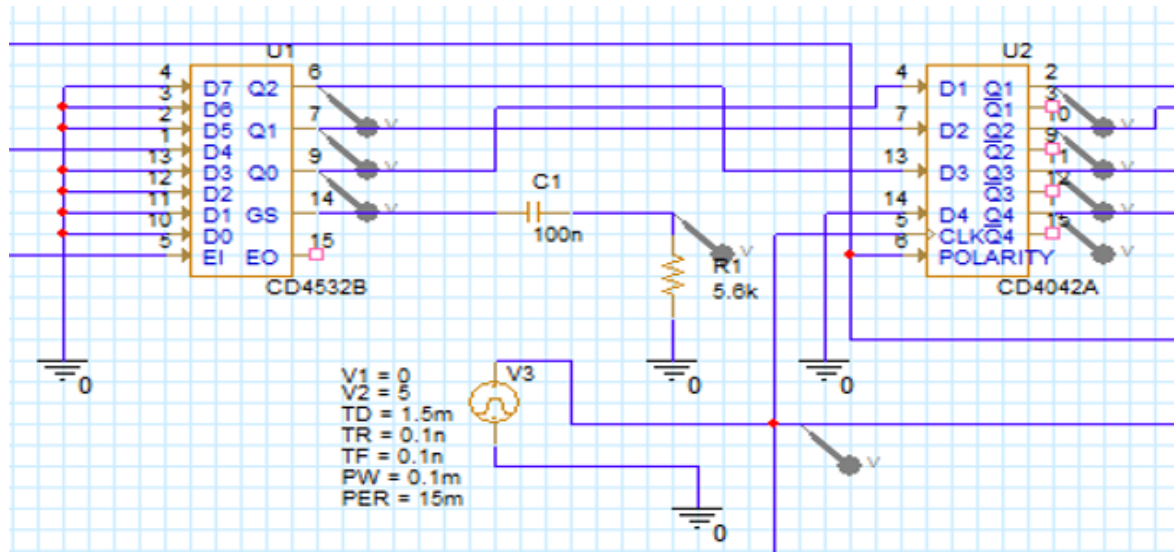 U1
4 D7 Q2 6
3 D6
2 D5 Q1 7
1 D4
13 D3 Q0 9
12 D2
11 D1 GS 14
10 D0
5 EI EO 15
CD4532B
V
V
V
C1
100n
V
R1
5.6k
0
0
V1 = 0
V2 = 5
TD = 1.5m
TR = 0.1n
TF = 0.1n
PW = 0.1m
PER = 15m
V3
0
V
U2
4 D1 Q1 2
Q1 3
7 D2 Q2 10
Q2 9
13 D3 Q3 11
Q3 12
14 D4 Q4 1
5 CLK Q4 15
6 POLARITY
CD4042A
V
V
V
V
0